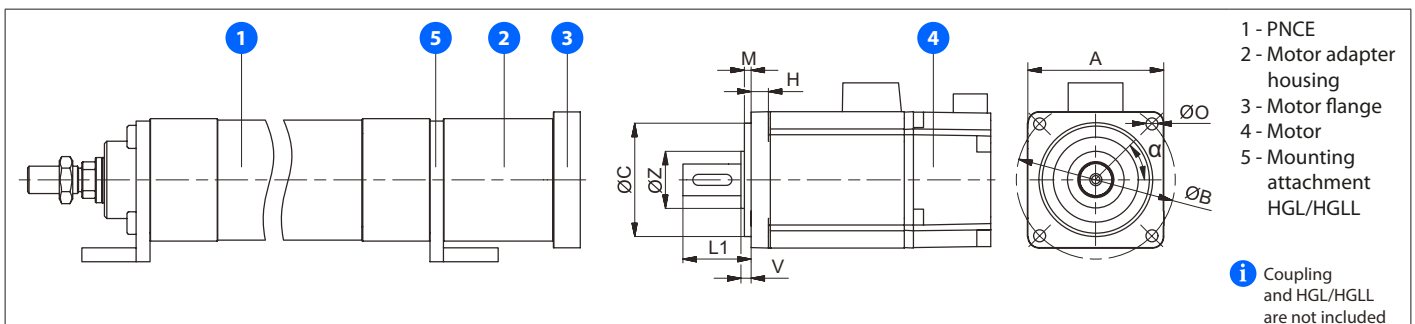 1
5
2
3
4
M
H
ØC
ØZ
L1
V
A
ØO
α
ØB
1 - PNCE
2 - Motor adapter
housing
3 - Motor flange
4 - Motor
5 - Mounting
attachment
HGL/HGLL
i Coupling
and HGL/HGLL
are not included